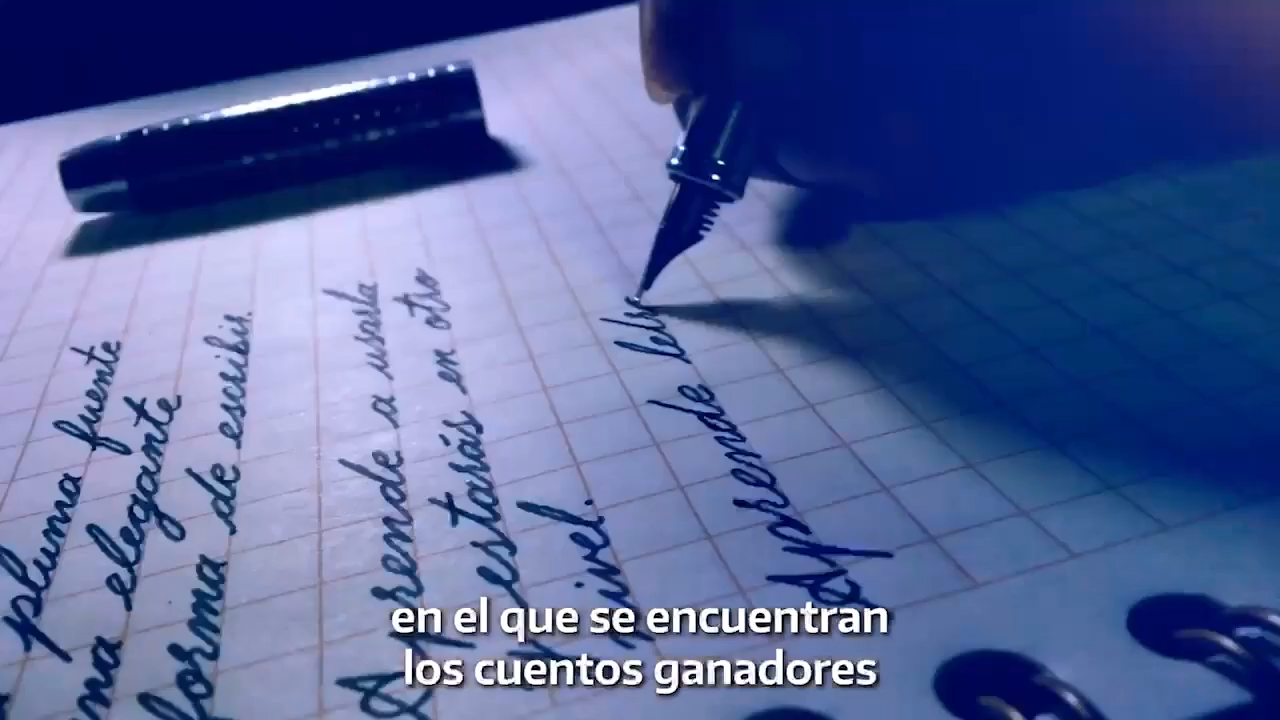 pluma fuente
una elegante
forma de escribir.
Aprende a usarla
y estarás en otro
nivel.
Aprende
en el que se encuentran
los cuentos ganadores